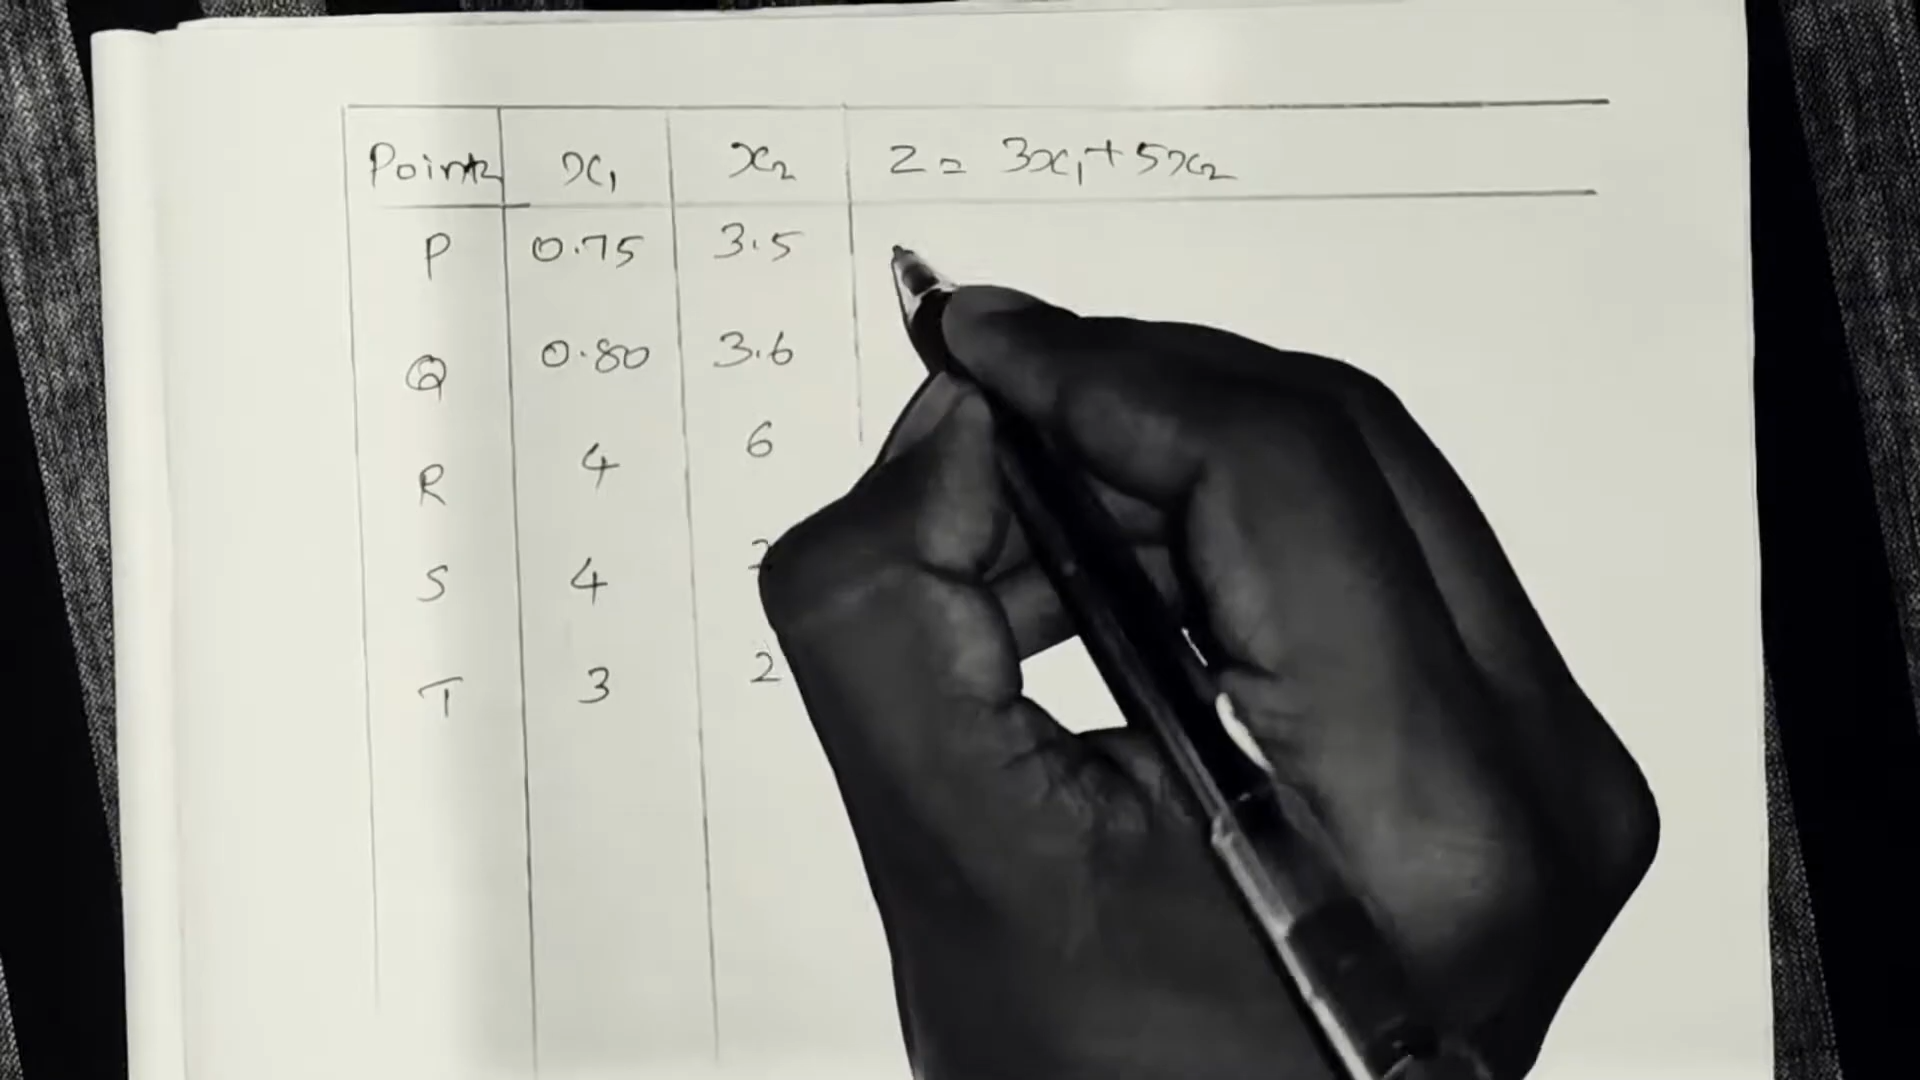 Points x₁ x₂ Z = 3x₁ + 5x₂
P 0.75 3.5
Q 0.80 3.6
R 4 6
S 4
T 3 2